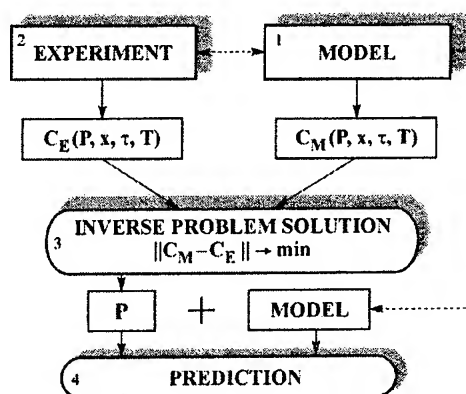 2 EXPERIMENT
1 MODEL
C_E(P, x, τ, T)
C_M(P, x, τ, T)
3 INVERSE PROBLEM SOLUTION
||C_M – C_E || → min
P + MODEL
4 PREDICTION